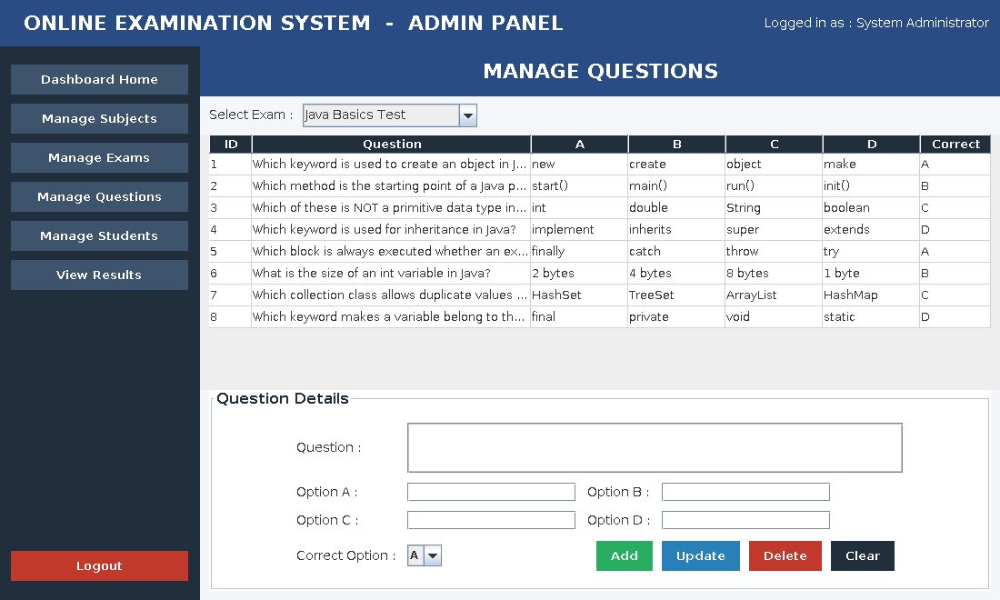 ONLINE EXAMINATION SYSTEM - ADMIN PANEL
Logged in as : System Administrator
Dashboard Home
Manage Subjects
Manage Exams
Manage Questions
Manage Students
View Results
Logout
MANAGE QUESTIONS
Select Exam : Java Basics Test
ID Question A B C D Correct
1 Which keyword is used to create an object in J... new create object make A
2 Which method is the starting point of a Java p... start() main() run() init() B
3 Which of these is NOT a primitive data type in... int double String boolean C
4 Which keyword is used for inheritance in Java? implement inherits super extends D
5 Which block is always executed whether an ex... finally catch throw try A
6 What is the size of an int variable in Java? 2 bytes 4 bytes 8 bytes 1 byte B
7 Which collection class allows duplicate values ... HashSet TreeSet ArrayList HashMap C
8 Which keyword makes a variable belong to th... final private void static D
Question Details
Question :
Option A : Option B :
Option C : Option D :
Correct Option : A Add Update Delete Clear